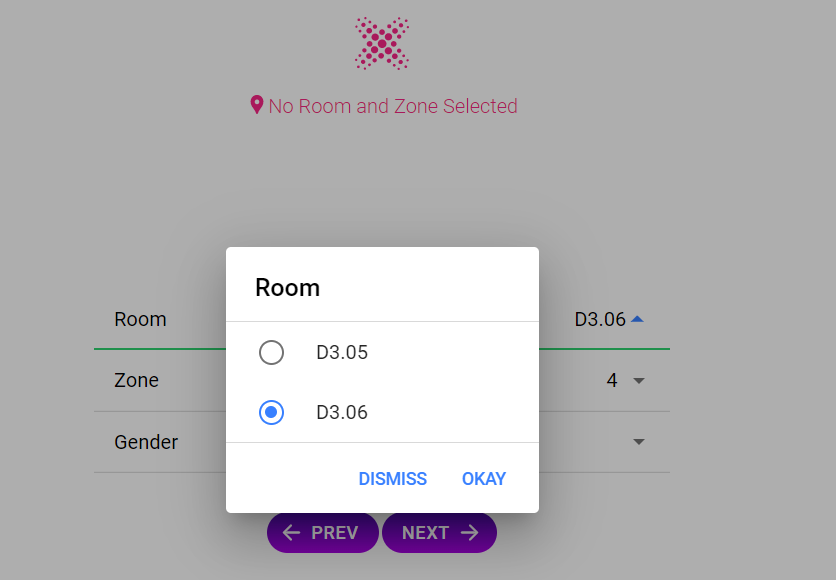 No Room and Zone Selected
Room
D3.05
D3.06
DISMISS OKAY
Room D3.06
Zone 4
Gender
PREV NEXT